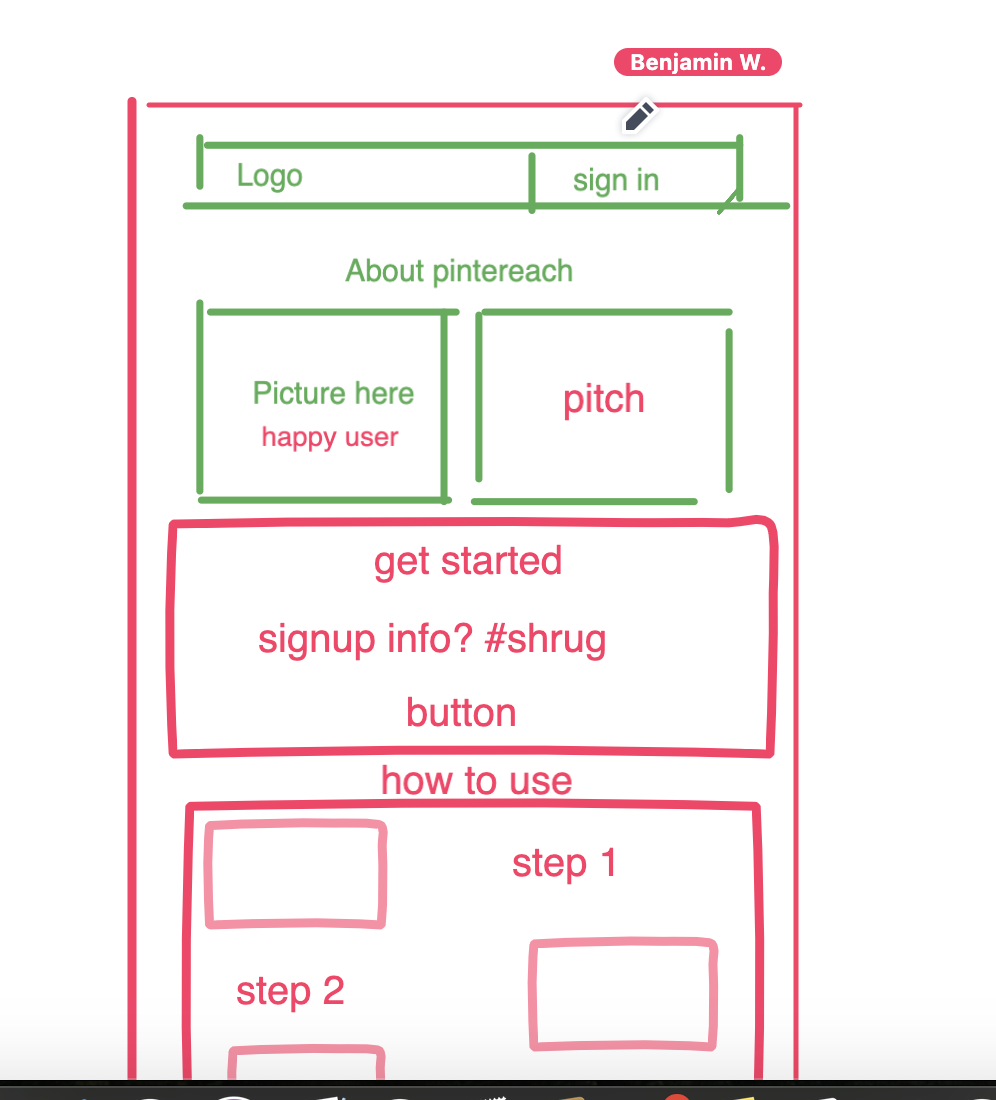 Benjamin W.
Logo
sign in
About pintereach
Picture here
happy user
pitch
get started
signup info? #shrug
button
how to use
step 1
step 2